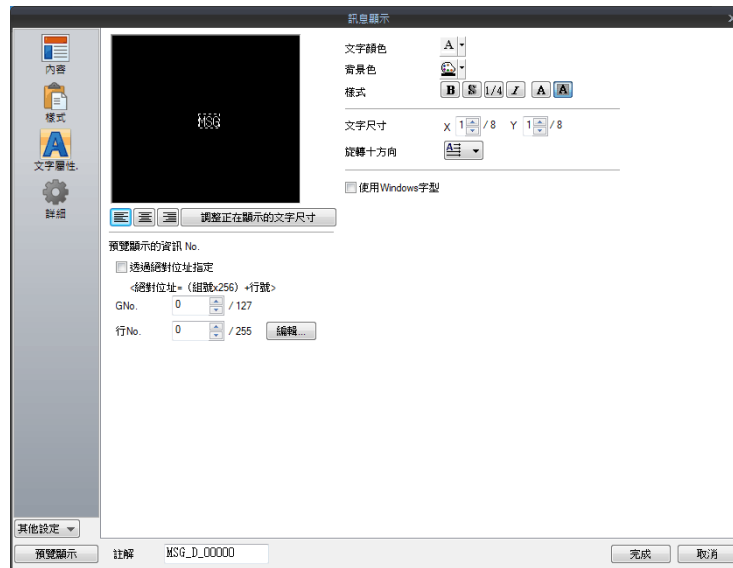 訊息顯示
內容
樣式
文字屬性.
詳細
MSG
調整正在顯示的文字尺寸
預覽顯示的資訊 No.
透過絕對位址指定
<絕對位址=（組號x256）+行號>
GNo. 0 / 127
行No. 0 / 255 編輯...
文字顏色 A
背景色
樣式 B S 1/4 I A A
文字尺寸 X 1 / 8 Y 1 / 8
旋轉十方向 A
使用Windows字型
其他設定
預覽顯示 註解 MSG_D_00000 完成 取消